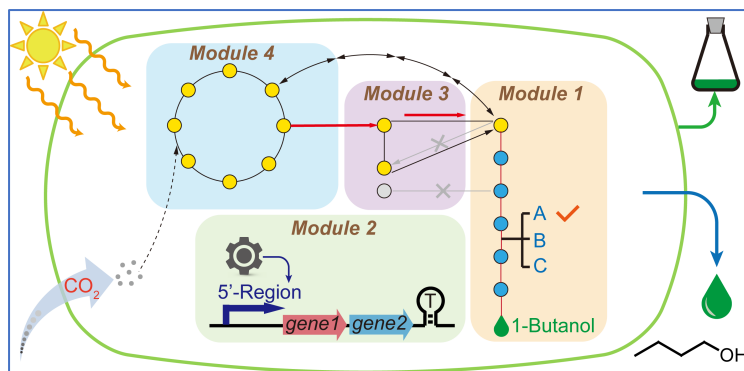 Module 4
Module 3
Module 1
Module 2
A
B
C
5'-Region
T
gene1
gene2
CO2
1-Butanol
OH